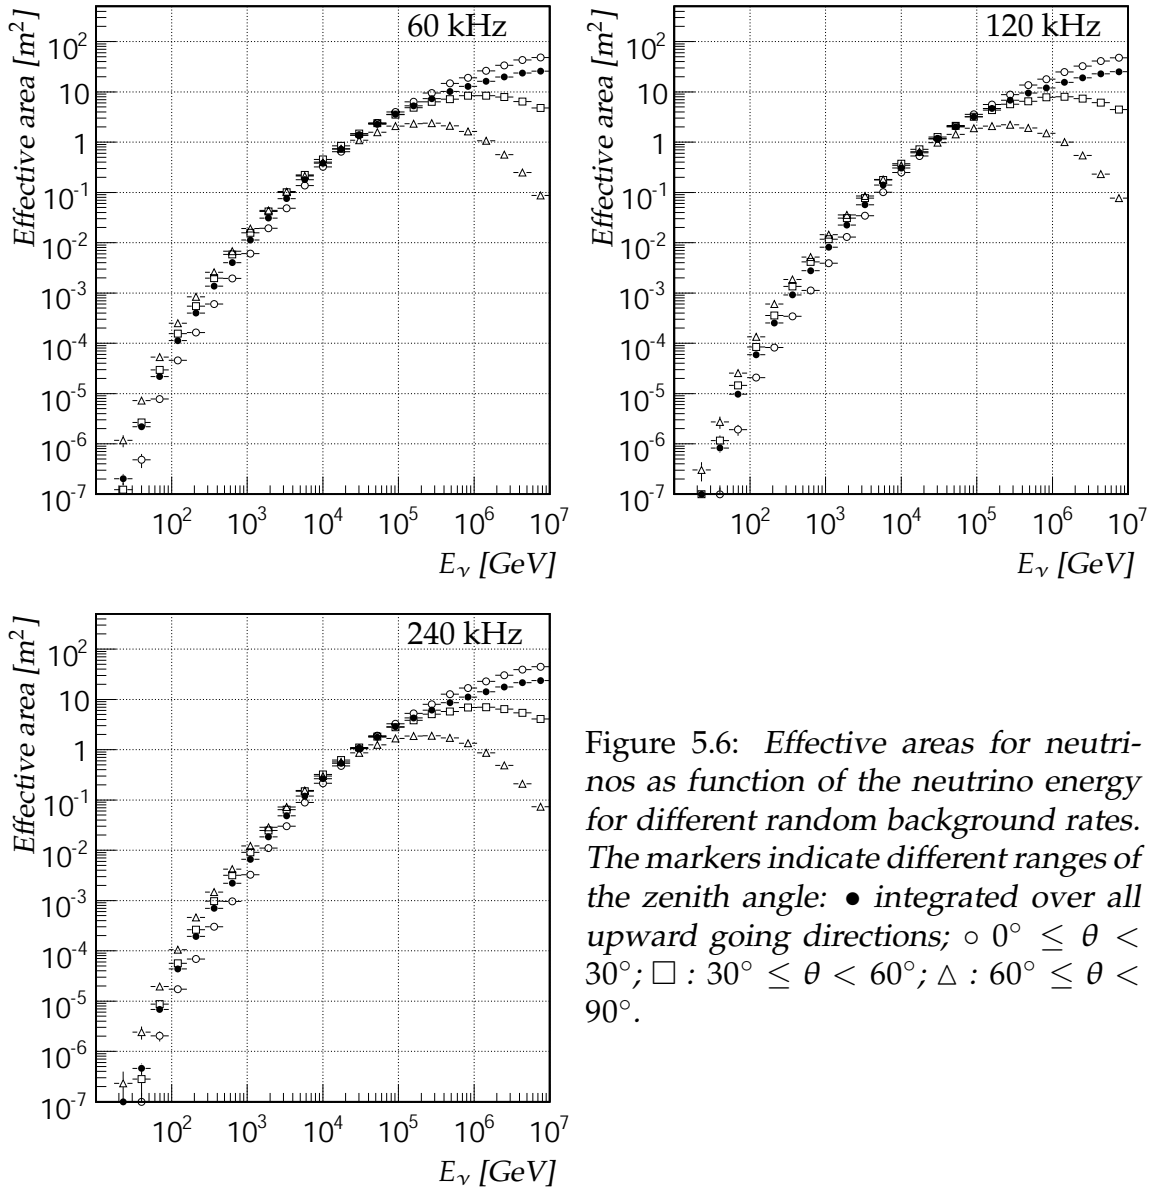 60 kHz
Effective area [m²]
10²
10
1
10⁻¹
10⁻²
10⁻³
10⁻⁴
10⁻⁵
10⁻⁶
10⁻⁷
10² 10³ 10⁴ 10⁵ 10⁶ 10⁷
Eν [GeV]
120 kHz
Effective area [m²]
10²
10
1
10⁻¹
10⁻²
10⁻³
10⁻⁴
10⁻⁵
10⁻⁶
10⁻⁷
10² 10³ 10⁴ 10⁵ 10⁶ 10⁷
Eν [GeV]
240 kHz
Effective area [m²]
10²
10
1
10⁻¹
10⁻²
10⁻³
10⁻⁴
10⁻⁵
10⁻⁶
10⁻⁷
10² 10³ 10⁴ 10⁵ 10⁶ 10⁷
Eν [GeV]
Figure 5.6: Effective areas for neutri-
nos as function of the neutrino energy
for different random background rates.
The markers indicate different ranges of
the zenith angle: • integrated over all
upward going directions; ○ 0° ≤ θ <
30°; □ : 30° ≤ θ < 60°; △ : 60° ≤ θ <
90°.